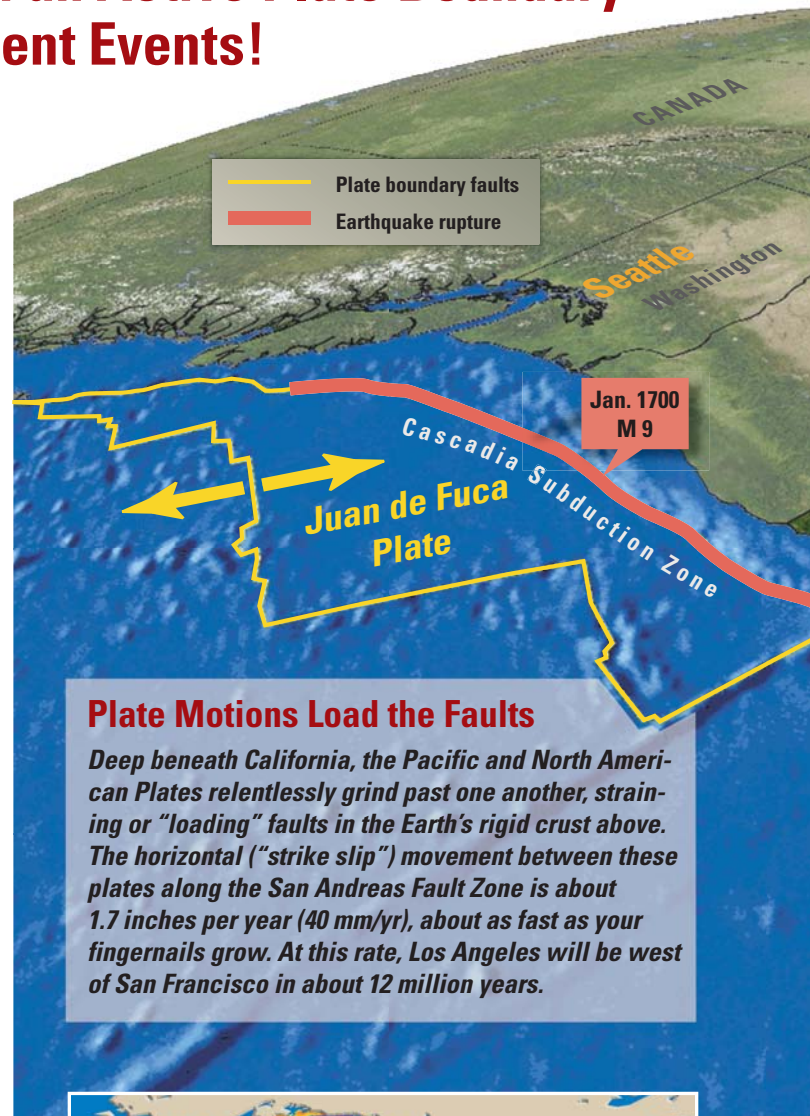 ent Events!
CANADA
Plate boundary faults
Earthquake rupture
Seattle
Washington
Jan. 1700
M 9
Cascadia Subduction Zone
Juan de Fuca
Plate
Plate Motions Load the Faults
Deep beneath California, the Pacific and North Ameri-
can Plates relentlessly grind past one another, strain-
ing or “loading” faults in the Earth’s rigid crust above.
The horizontal (“strike slip”) movement between these
plates along the San Andreas Fault Zone is about
1.7 inches per year (40 mm/yr), about as fast as your
fingernails grow. At this rate, Los Angeles will be west
of San Francisco in about 12 million years.